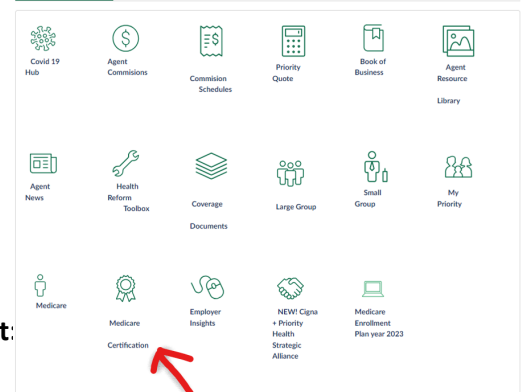 Covid 19
Hub
Agent
Commisions
Commision
Schedules
Priority
Quote
Book of
Business
Agent
Resource
Library
Agent
News
Health
Reform
Toolbox
Coverage
Documents
Large Group
Small
Group
My
Priority
Medicare
Medicare
Certification
Employer
Insights
NEW! Cigna
+ Priority
Health
Strategic
Alliance
Medicare
Enrollment
Plan year 2023
t: